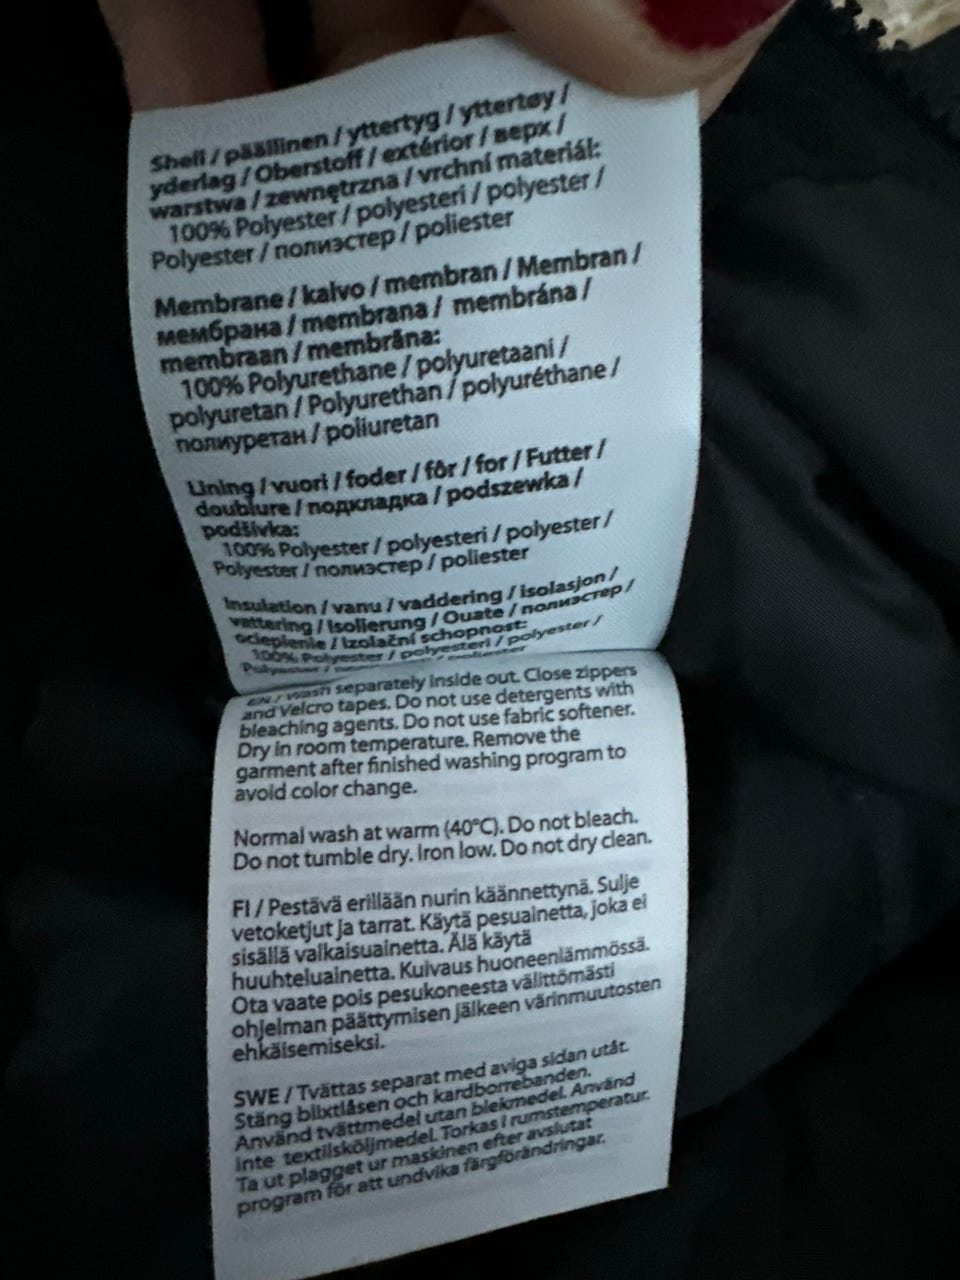 Shell / päällinen / yttertyg / yttertøy /
yderlag / Oberstoff / extérior / верх /
warstwa / zewnętrzna / vrchní materiál:
100% Polyester / polyesteri / polyester /
Polyester / полиэстер / poliester
Membrane / kalvo / membran / Membran /
мембрана / membrana / membrána /
membraan / membrāna:
100% Polyurethane / polyuretaani /
polyuretan / Polyurethan / polyuréthane /
полиуретан / poliuretan
Lining / vuori / foder / fôr / for / Futter /
doublure / подкладка / podszewka /
podšívka:
100% Polyester / polyesteri / polyester /
Polyester / полиэстер / poliester
Insulation / vanu / vaddering / isolasjon /
vattering / Isolierung / Ouate / полиэстер /
ocieplenie / Izolační schopnost:
100% Polyester / polyesteri / polyester /
Polyester / полиэстер / poliester
EN / Wash separately inside out. Close zippers
and Velcro tapes. Do not use detergents with
bleaching agents. Do not use fabric softener.
Dry in room temperature. Remove the
garment after finished washing program to
avoid color change.
Normal wash at warm (40°C). Do not bleach.
Do not tumble dry. Iron low. Do not dry clean.
FI / Pestävä erillään nurin käännettynä. Sulje
vetoketjut ja tarrat. Käytä pesuainetta, joka ei
sisällä valkaisuainetta. Älä käytä
huuhteluainetta. Kuivaus huoneenlämmössä.
Ota vaate pois pesukoneesta välittömästi
ohjelman päättymisen jälkeen värinmuutosten
ehkäisemiseksi.
SWE / Tvättas separat med aviga sidan utåt.
Stäng blixtlåsen och kardborrebanden.
Använd tvättmedel utan blekmedel. Använd
inte textilsköljmedel. Torkas i rumstemperatur.
Ta ut plagget ur maskinen efter avslutat
program för att undvika färgförändringar.